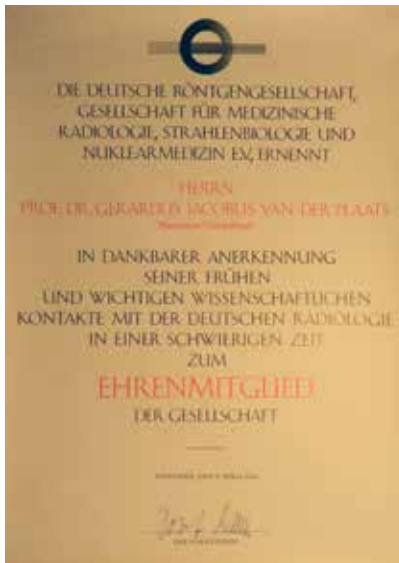 DIE DEUTSCHE RÖNTGENGESELLSCHAFT,
GESELLSCHAFT FÜR MEDIZINISCHE
RADIOLOGIE, STRAHLENBIOLOGIE UND
NUKLEARMEDIZIN E.V., ERNENNT
HERRN
PROF. DR. GERARDUS JACOBUS VAN DER PLAATS
IN DANKBARER ANERKENNUNG
SEINER FRÜHEN
UND WICHTIGEN WISSENSCHAFTLICHEN
KONTAKTE MIT DER DEUTSCHEN RADIOLOGIE
IN EINER SCHWIERIGEN ZEIT
ZUM
EHRENMITGLIED
DER GESELLSCHAFT